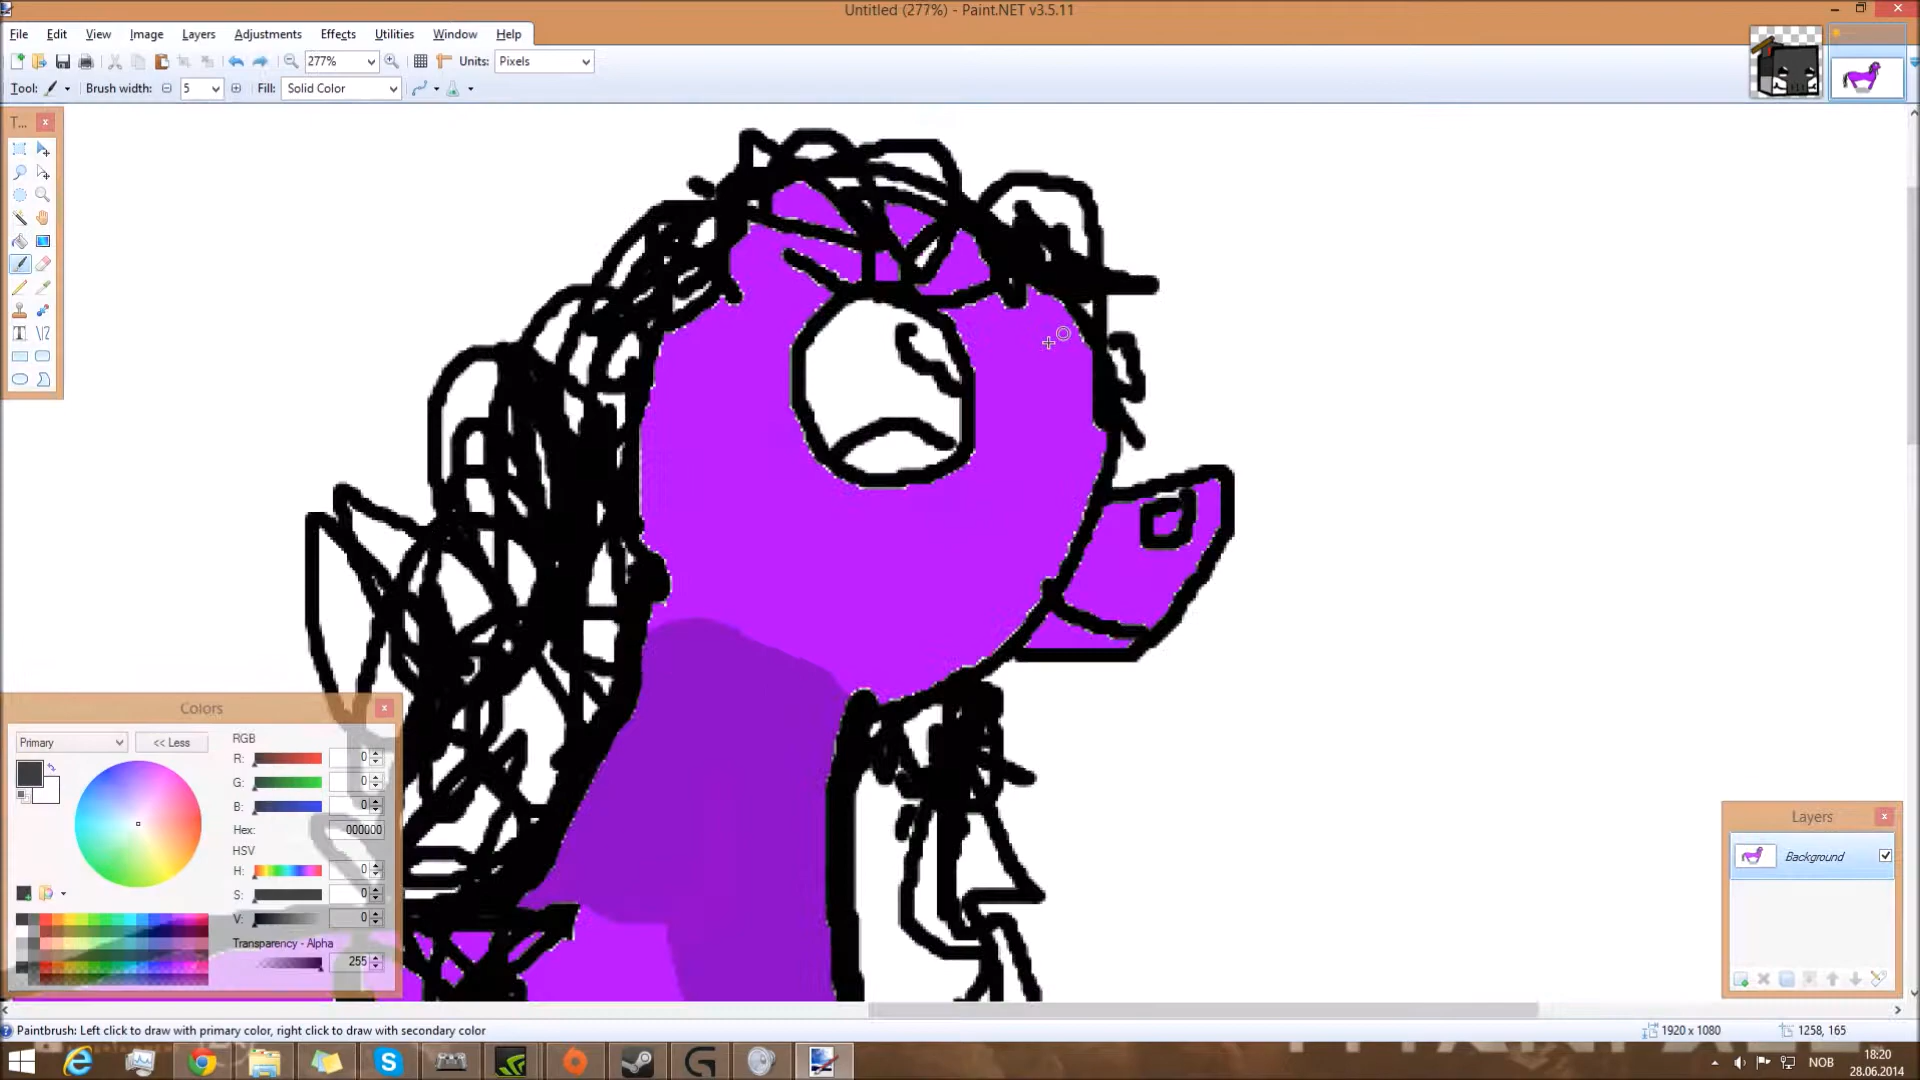 Untitled (277%) - Paint.NET v3.5.11
File Edit View Image Layers Adjustments Effects Utilities Window Help
277% Units: Pixels
Tool: Brush width: 5 Fill: Solid Color
T...
Colors
Primary << Less RGB
R: 0
G: 0
B: 0
Hex: 000000
HSV
H: 0
S: 0
V: 0
Transparency - Alpha
255
Layers
Background
Paintbrush: Left click to draw with primary color, right click to draw with secondary color 1920 x 1080 1258, 165
NOB 18:20
28.06.2014